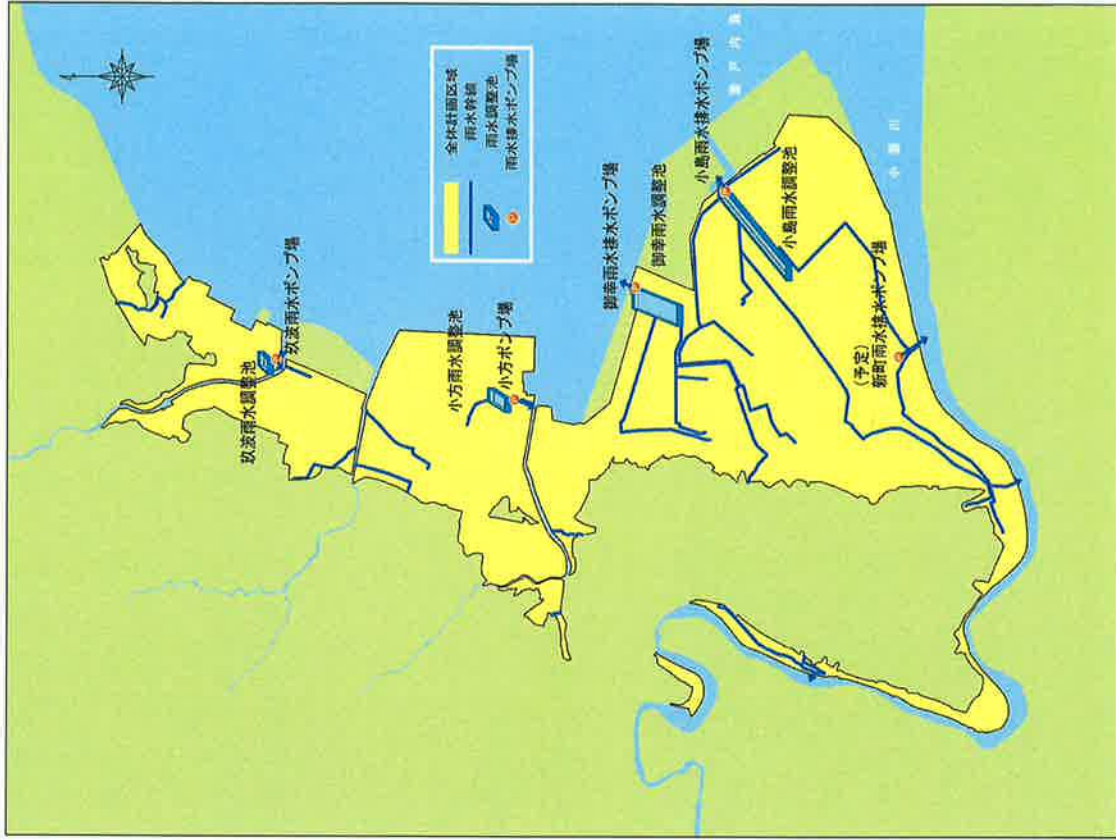 全体計画区域
雨水幹線
雨水調整池
雨水排水ポンプ場
玖波雨水調整池
玖波雨水ポンプ場
小方雨水調整池
小方ポンプ場
御幸雨水排水ポンプ場
御幸雨水調整池
小島雨水排水ポンプ場
小島雨水調整池
(予定)
新町雨水排水ポンプ場
瀬戸内海
小瀬川